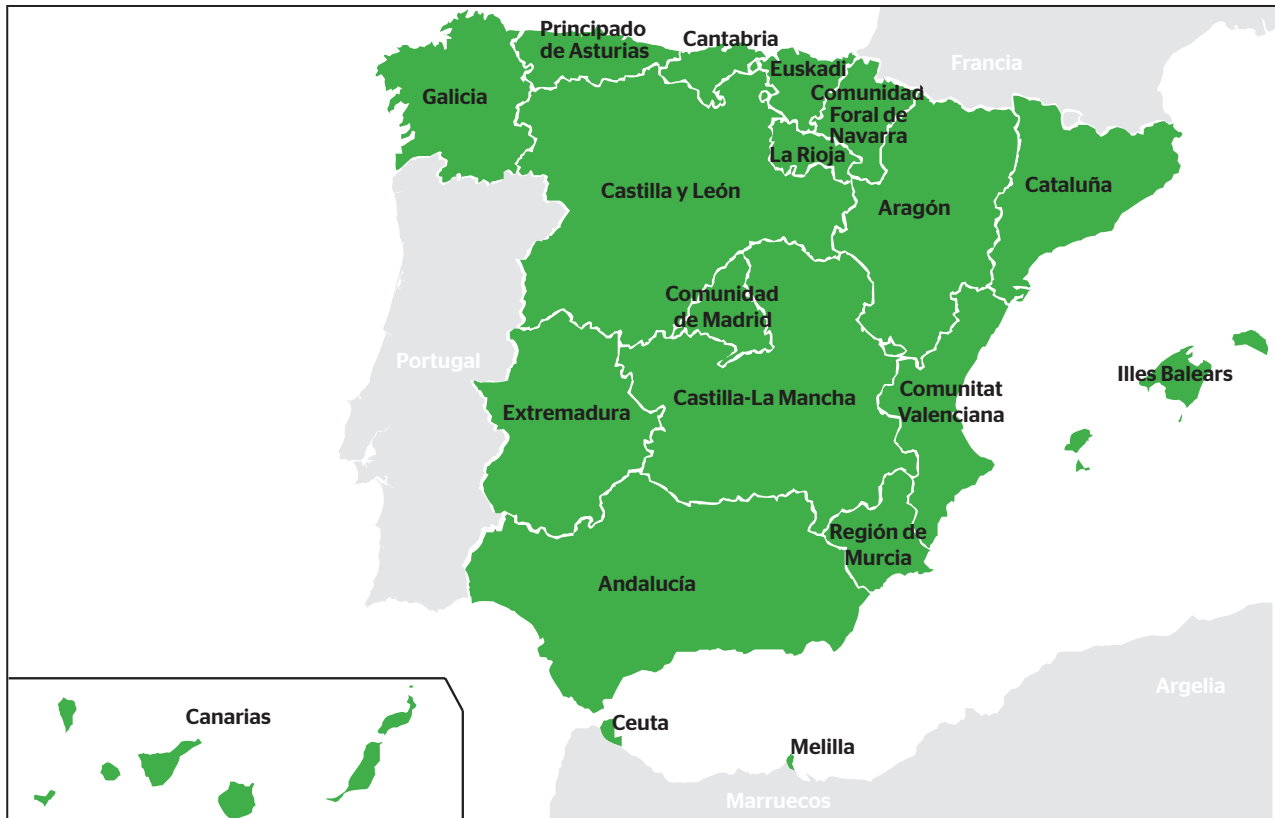 Principado
de Asturias
Cantabria
Euskadi
Francia
Galicia
Comunidad
Foral de
Navarra
La Rioja
Castilla y León
Aragón
Cataluña
Comunidad
de Madrid
Portugal
Illes Balears
Extremadura
Castilla-La Mancha
Comunitat
Valenciana
Región de
Murcia
Andalucía
Argelia
Canarias
Ceuta
Melilla
Marruecos